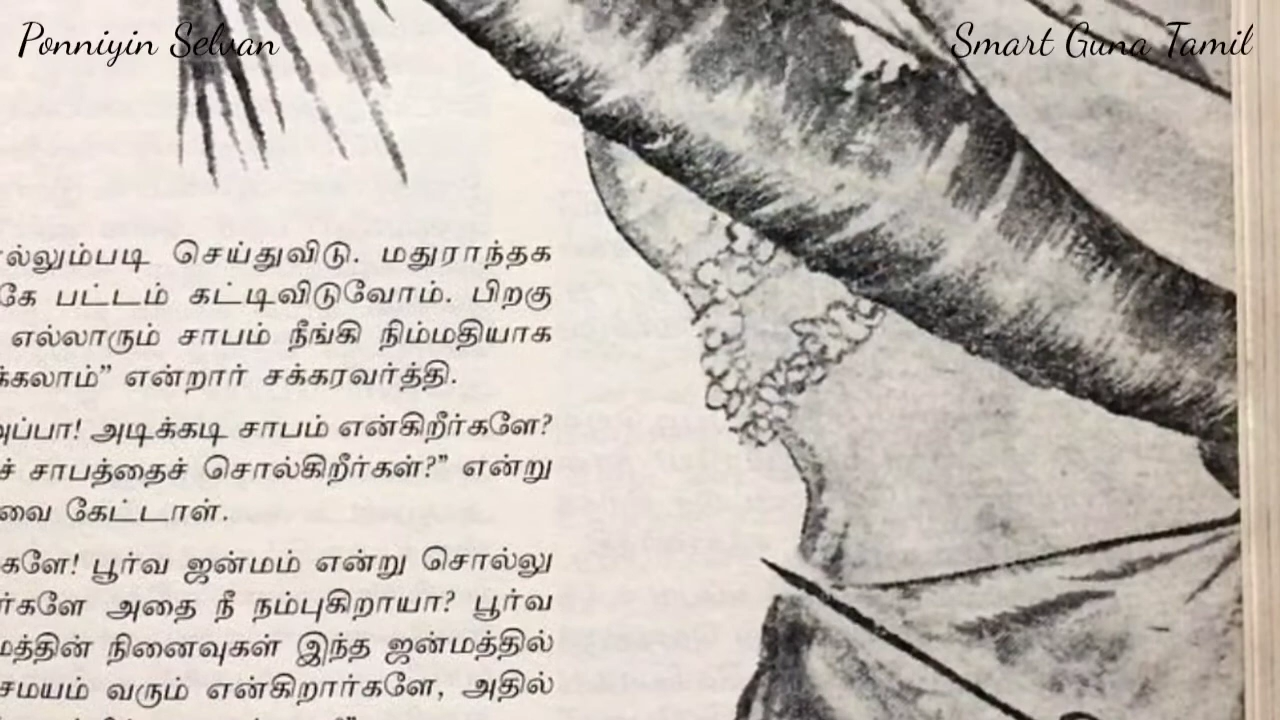 Ponniyin Selvan
Smart Guna Tamil
செய்துவிடு. மதுராந்தக
பட்டம் கட்டிவிடுவோம். பிறகு
எல்லாரும் சாபம் நீங்கி நிம்மதியாக
என்றார் சக்கரவர்த்தி.
அடிக்கடி சாபம் என்கிறீர்களே?
சாபத்தைச் சொல்கிறீர்கள்?” என்று
கேட்டாள்.
பூர்வ ஜன்மம் என்று சொல்லு
அதை நீ நம்புகிறாயா? பூர்வ
நினைவுகள் இந்த ஜன்மத்தில்
சமயம் வரும் என்கிறார்களே, அதில்